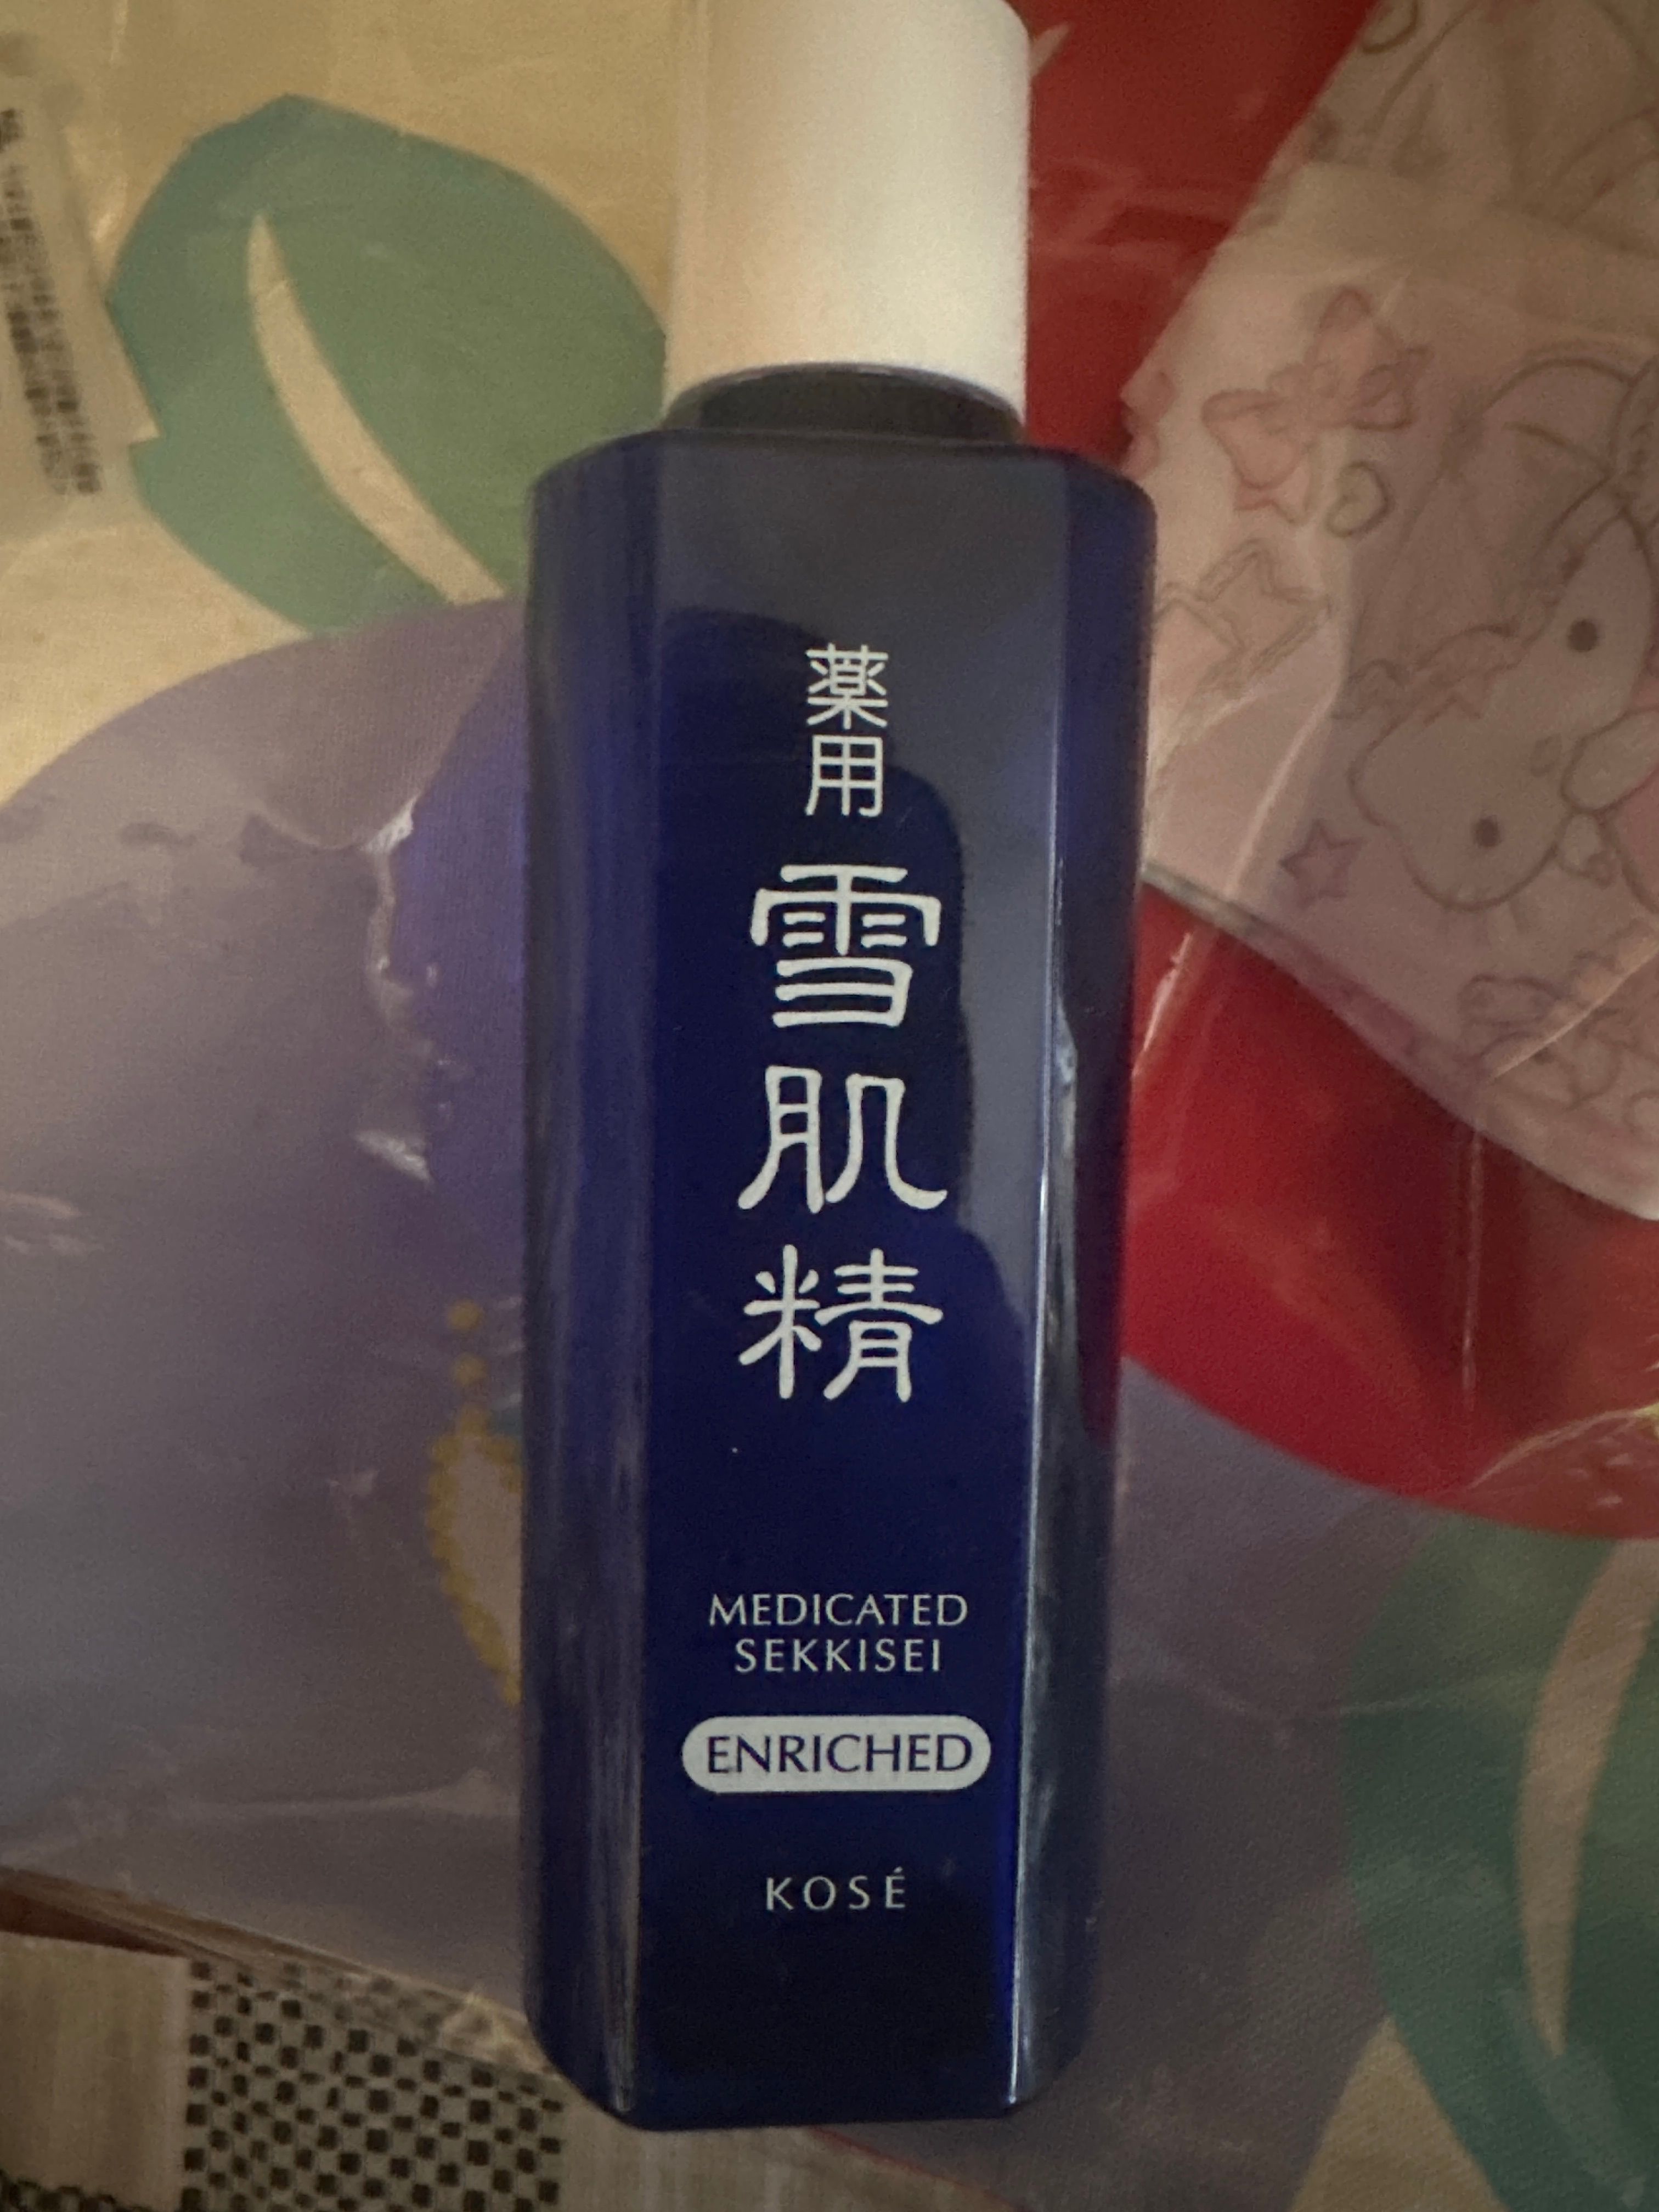 薬用
雪肌精
MEDICATED
SEKKISEI
ENRICHED
KOSÉ